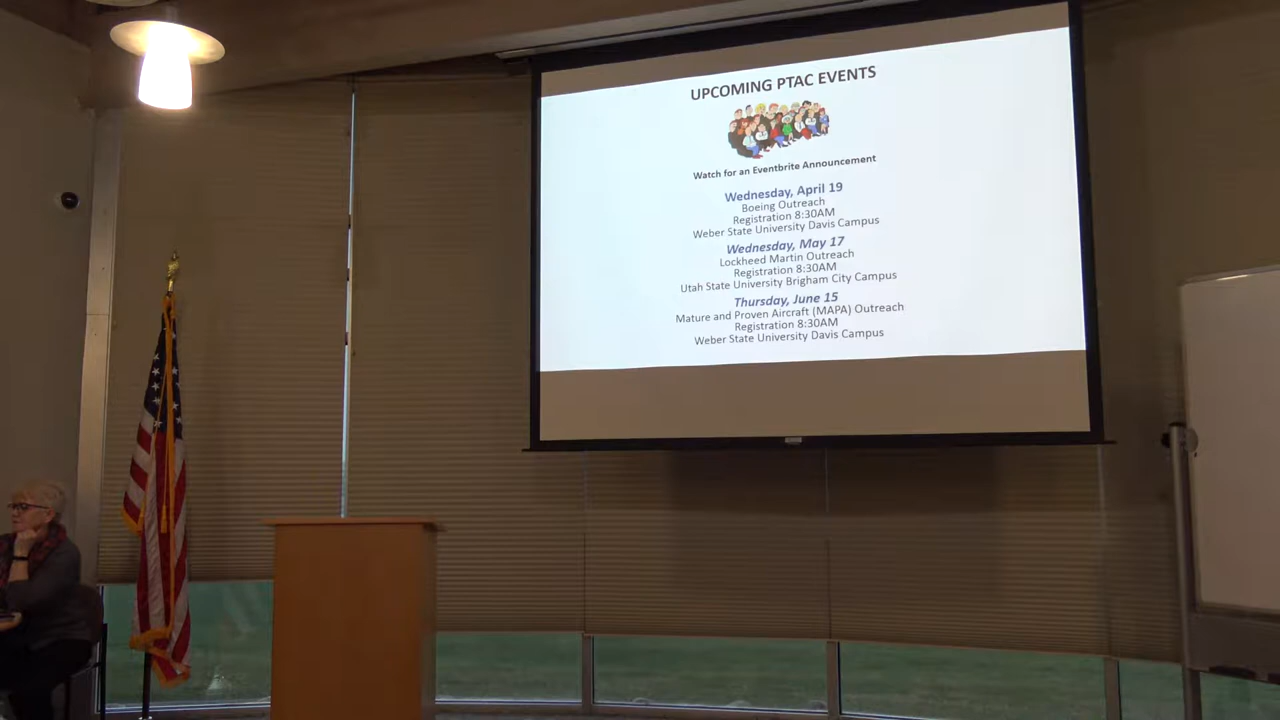 UPCOMING PTAC EVENTS
Watch for an Eventbrite Announcement
Wednesday, April 19
Boeing Outreach
Registration 8:30AM
Weber State University Davis Campus
Wednesday, May 17
Lockheed Martin Outreach
Registration 8:30AM
Utah State University Brigham City Campus
Thursday, June 15
Mature and Proven Aircraft (MAPA) Outreach
Registration 8:30AM
Weber State University Davis Campus